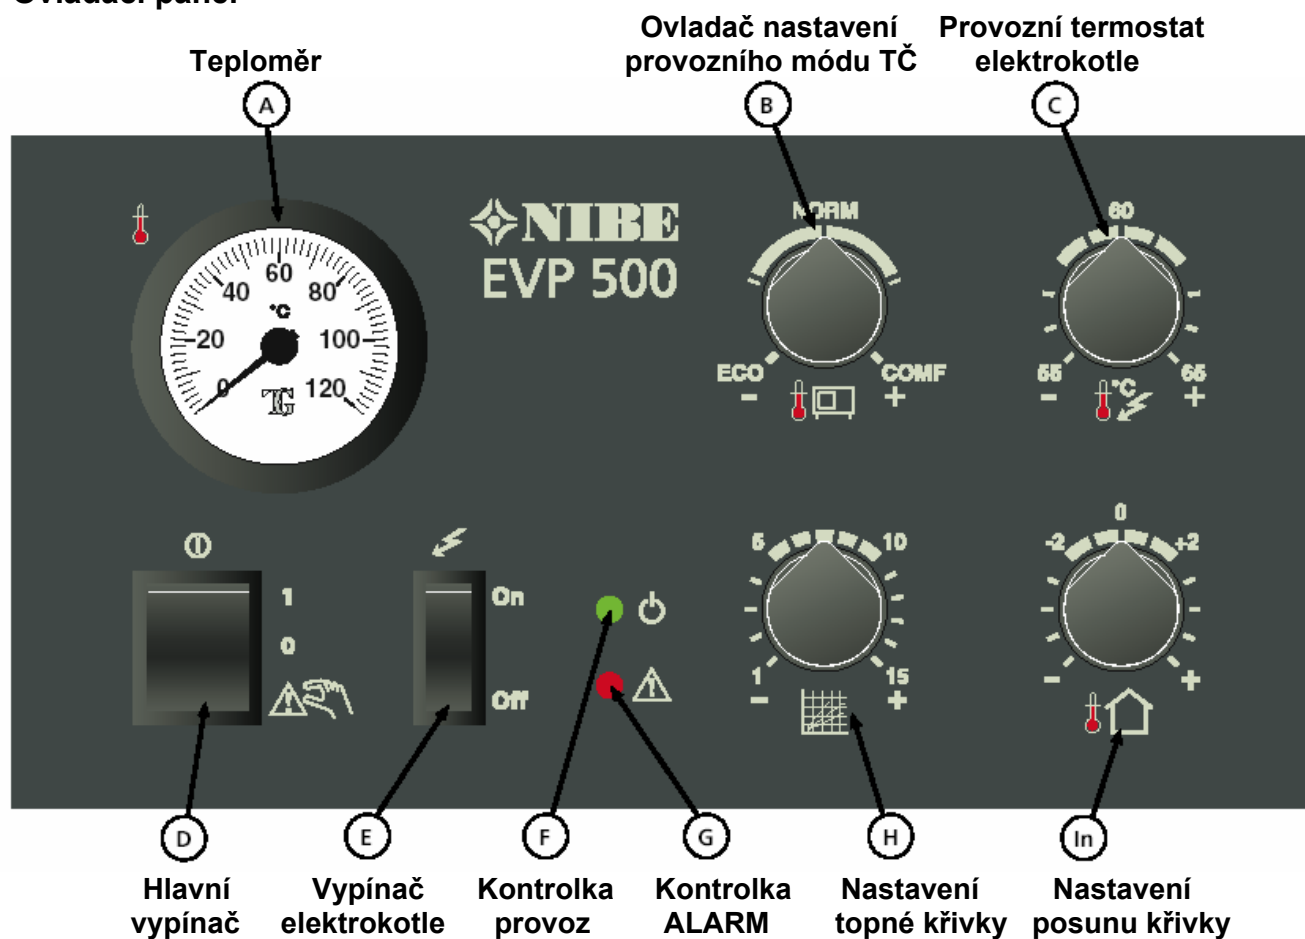 Ovládací panel
Ovladač nastavení
provozního módu TČ
Provozní termostat
elektrokotle
Teploměr
A
B
C
NIBE
EVP 500
0
20
40
60
80
100
120
°C
TG
NORM
ECO
COMF
-
+
60
55
65
°C
-
+
1
0
On
Off
5
10
1
15
-
+
0
-2
+2
-
+
D
E
F
G
H
In
Hlavní
vypínač
Vypínač
elektrokotle
Kontrolka
provoz
Kontrolka
ALARM
Nastavení
topné křivky
Nastavení
posunu křivky